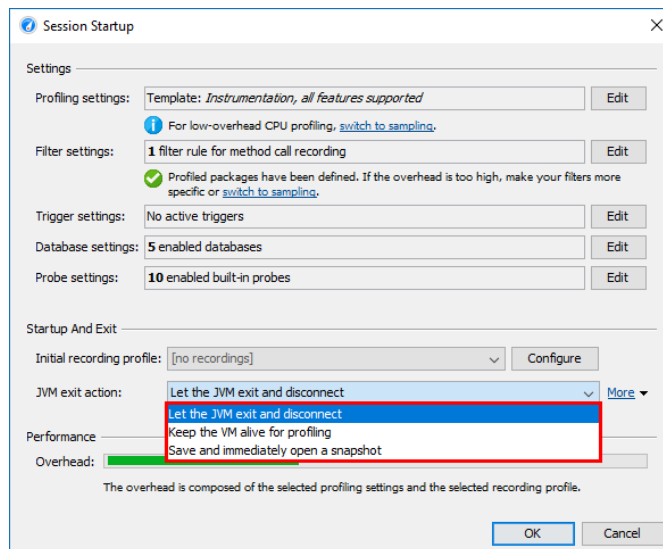 Session Startup
Settings
Profiling settings: Template: Instrumentation, all features supported Edit
For low-overhead CPU profiling, switch to sampling.
Filter settings: 1 filter rule for method call recording Edit
Profiled packages have been defined. If the overhead is too high, make your filters more
specific or switch to sampling.
Trigger settings: No active triggers Edit
Database settings: 5 enabled databases Edit
Probe settings: 10 enabled built-in probes Edit
Startup And Exit
Initial recording profile: [no recordings] Configure
JVM exit action: Let the JVM exit and disconnect More
Let the JVM exit and disconnect
Keep the VM alive for profiling
Save and immediately open a snapshot
Performance
Overhead:
The overhead is composed of the selected profiling settings and the selected recording profile.
OK Cancel